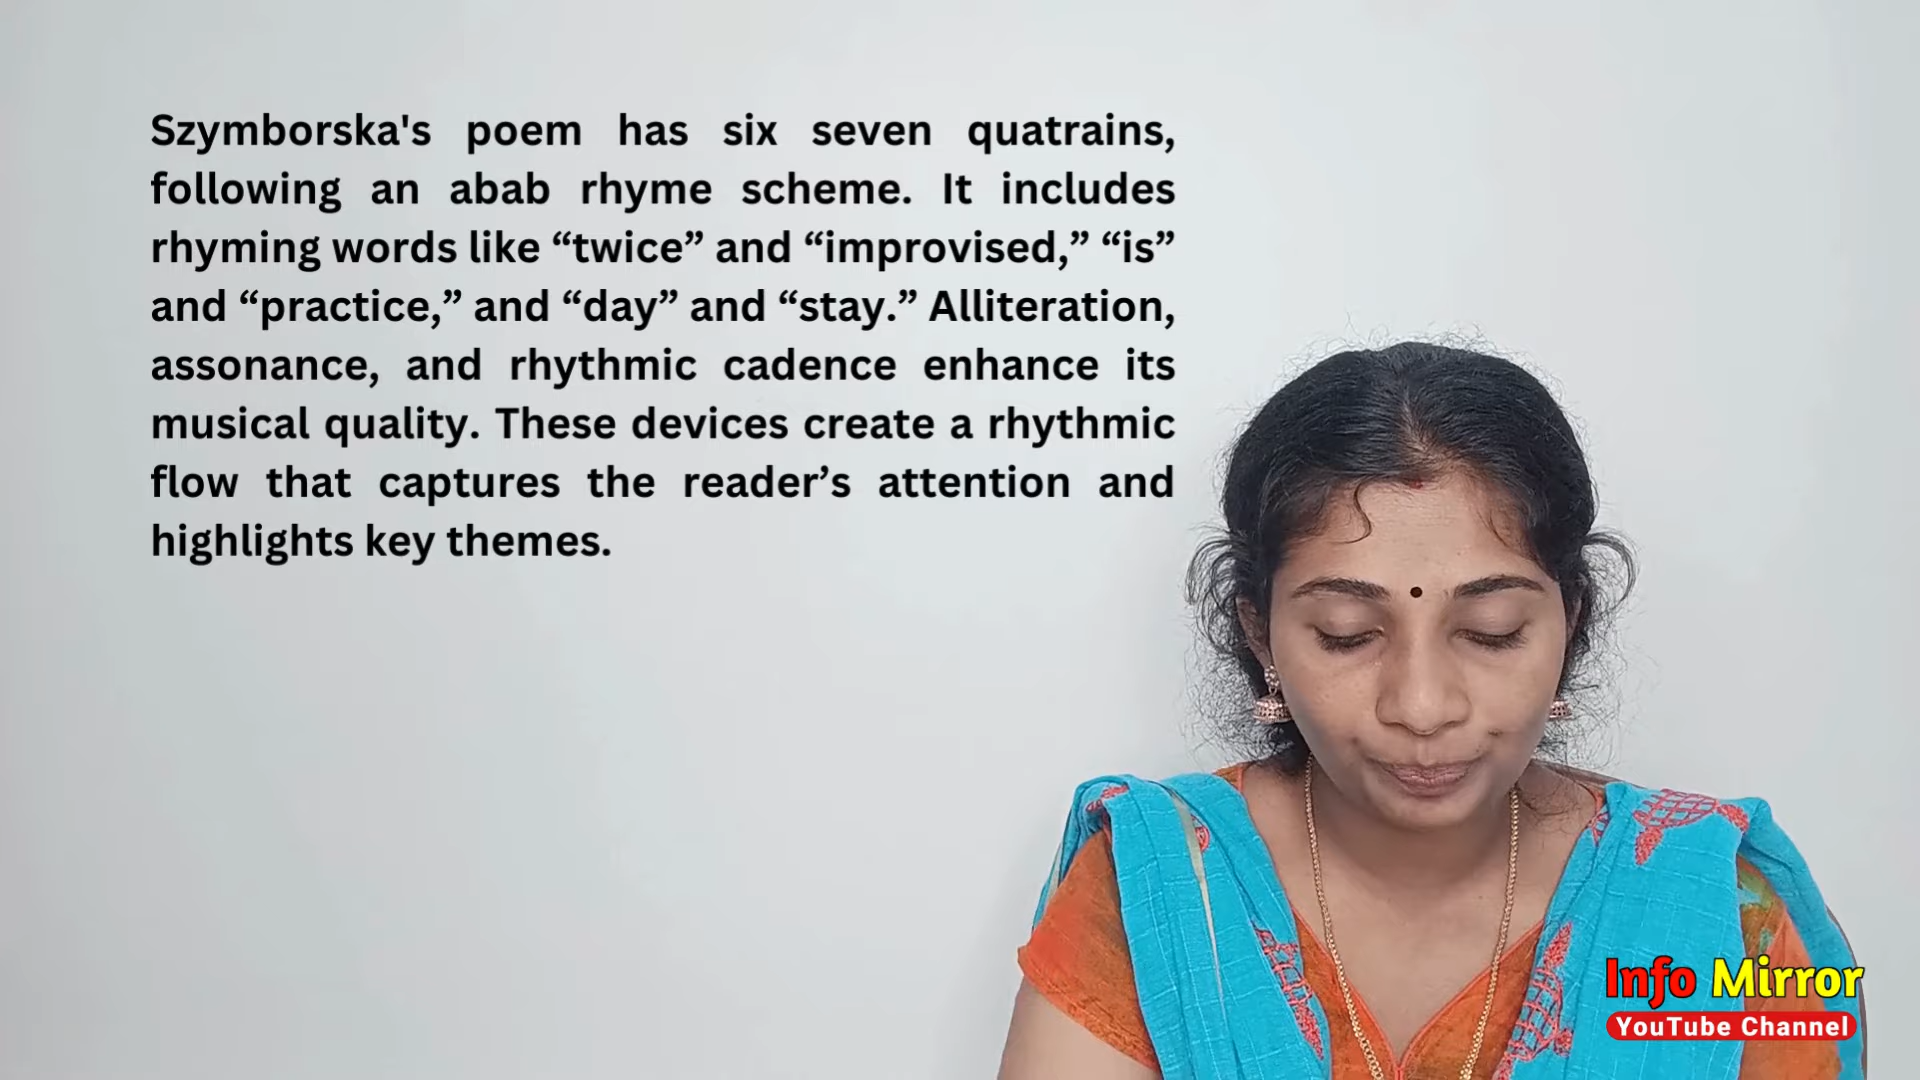 Szymborska's poem has six seven quatrains,
following an abab rhyme scheme. It includes
rhyming words like “twice” and “improvised,” “is”
and “practice,” and “day” and “stay.” Alliteration,
assonance, and rhythmic cadence enhance its
musical quality. These devices create a rhythmic
flow that captures the reader’s attention and
highlights key themes.
Info Mirror
YouTube Channel